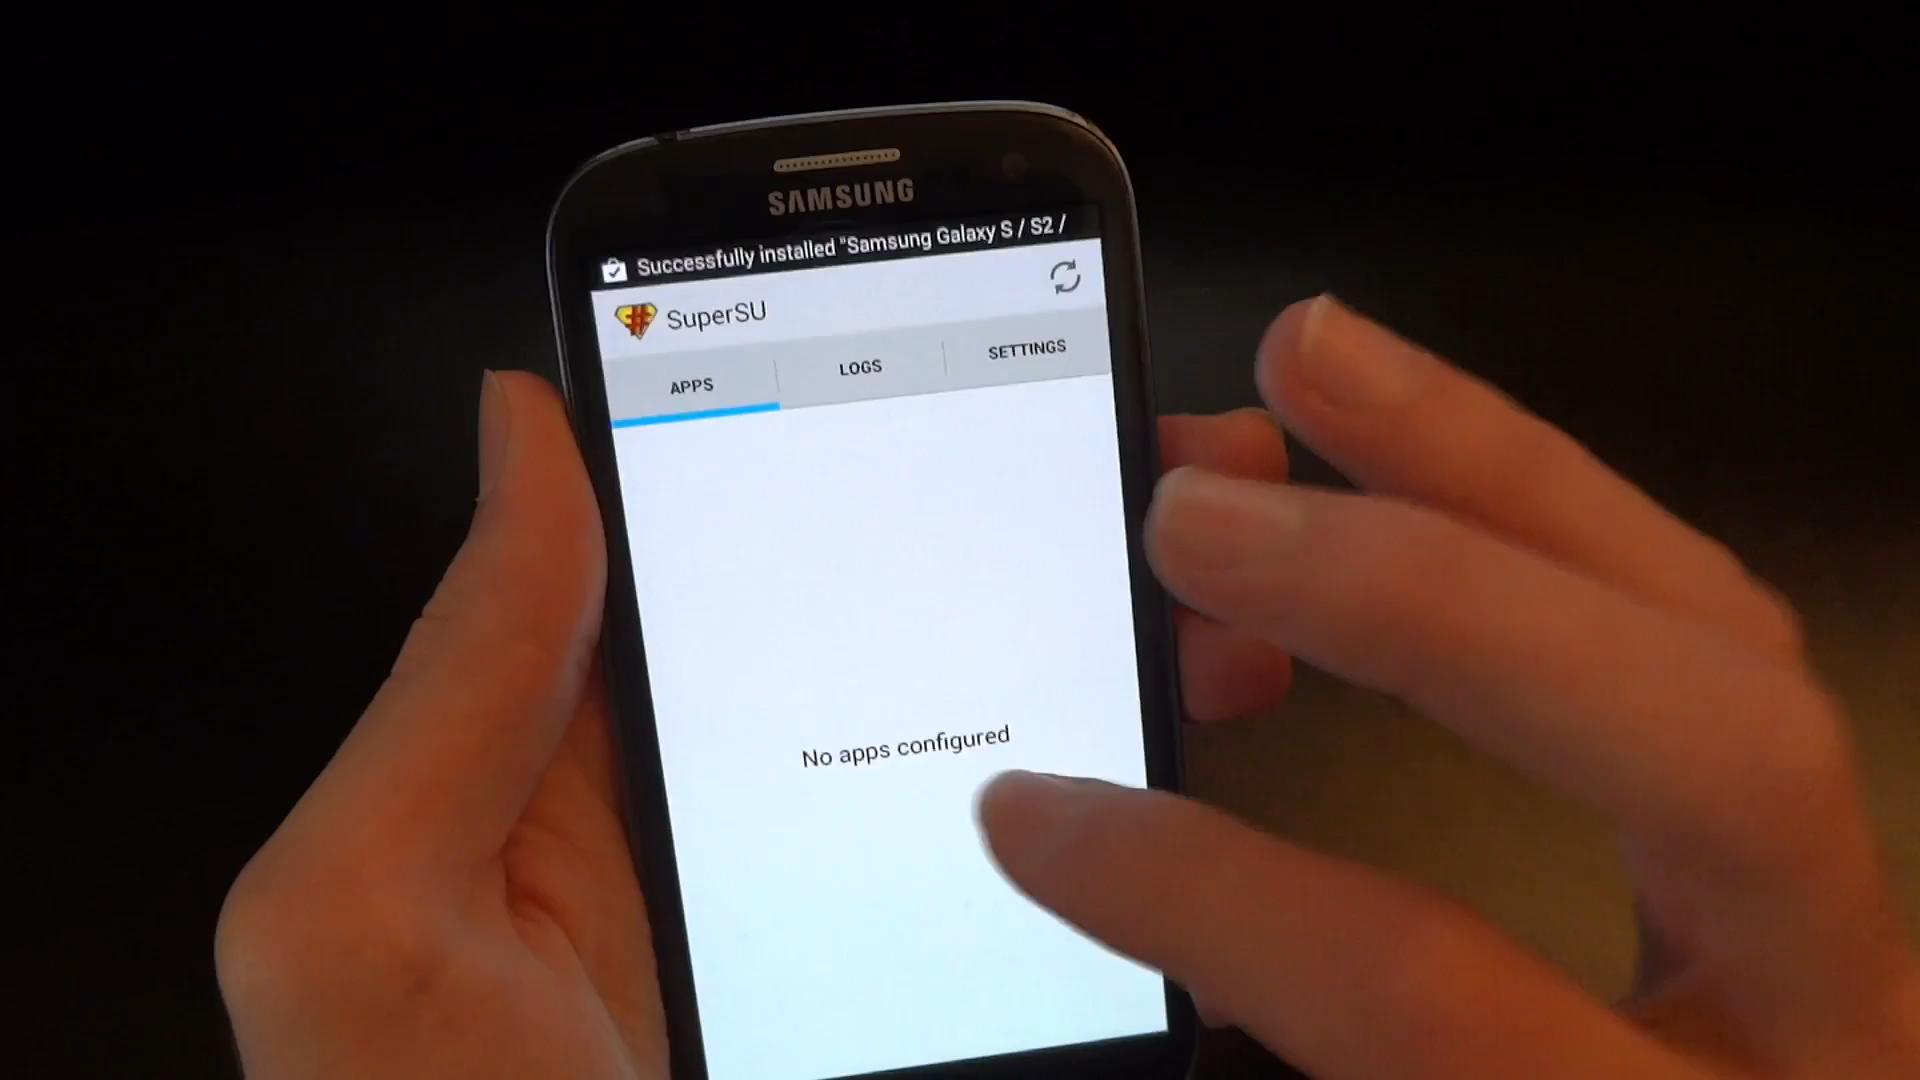 SAMSUNG
Successfully installed "Samsung Galaxy S / S2 /
SuperSU
APPS
LOGS
SETTINGS
No apps configured